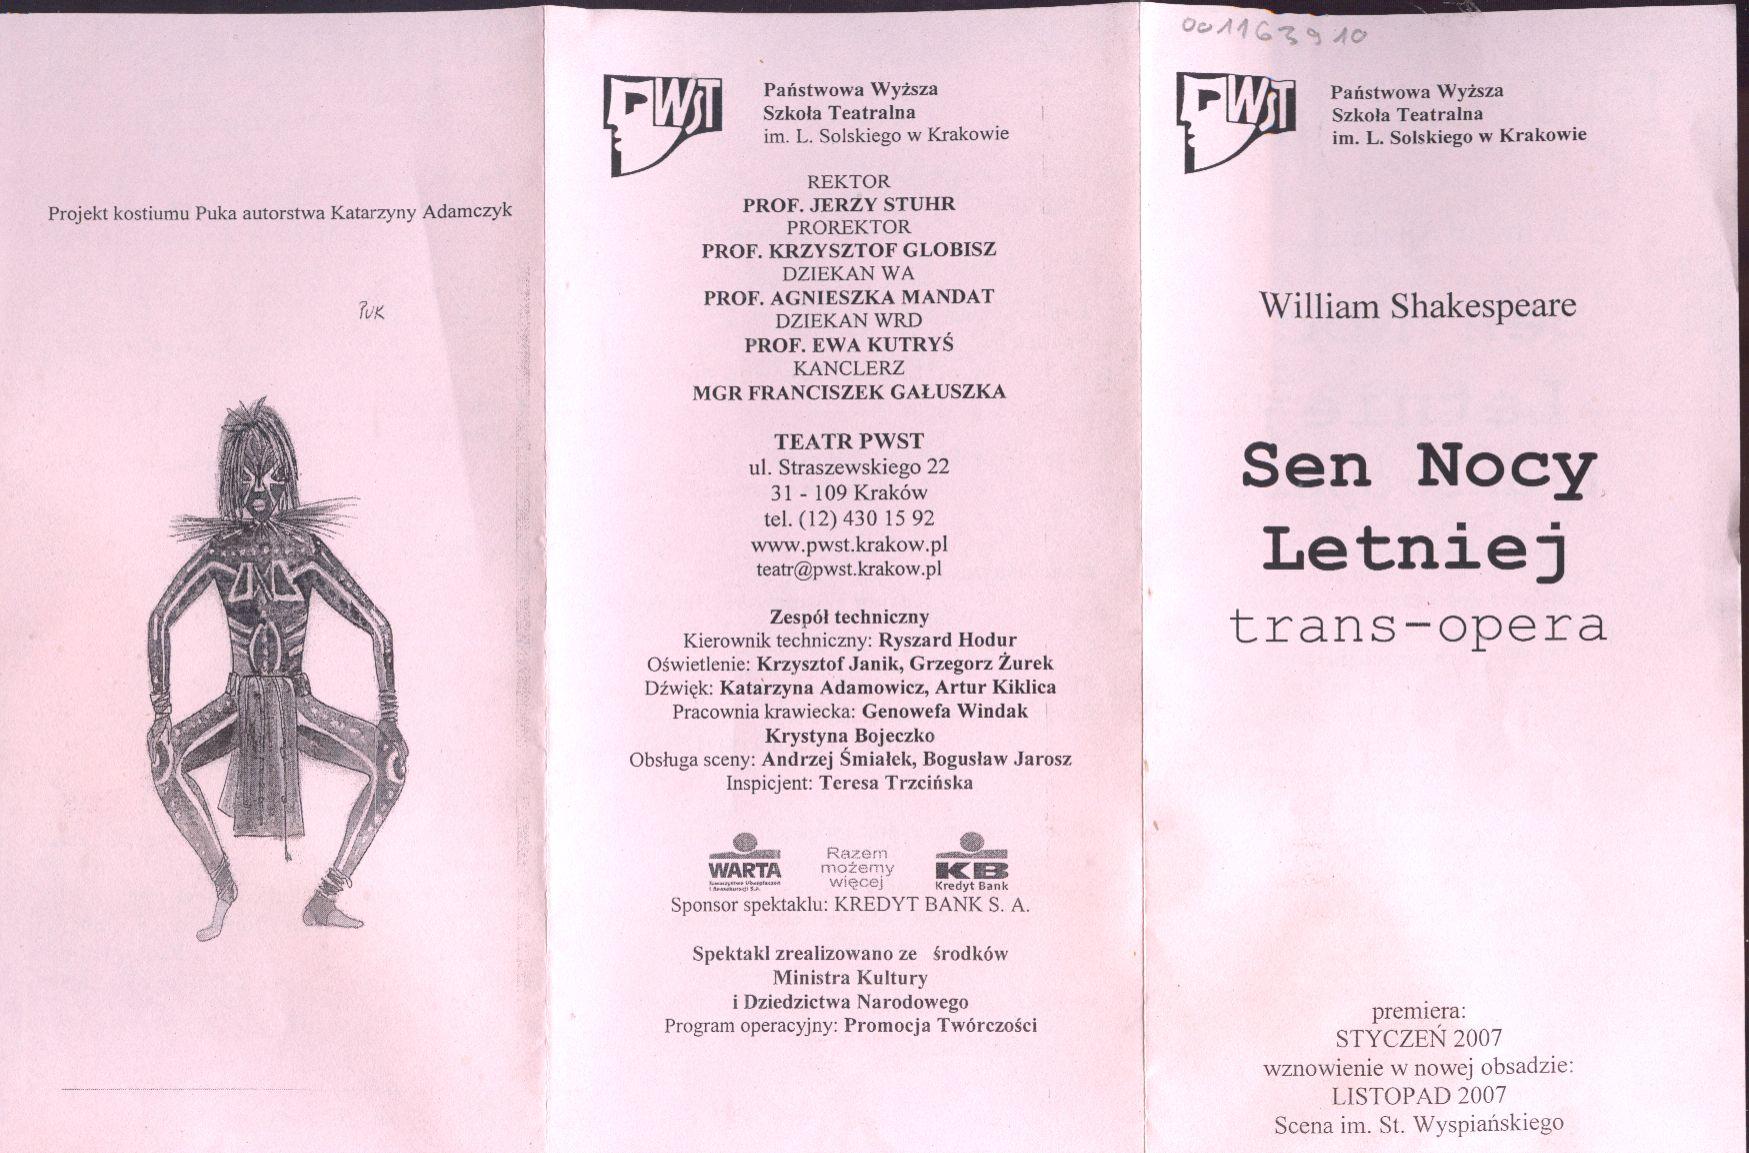 Projekt kostiumu Puka autorstwa Katarzyny Adamczyk
PUK
PWST
Państwowa Wyższa
Szkoła Teatralna
im. L. Solskiego w Krakowie
REKTOR
PROF. JERZY STUHR
PROREKTOR
PROF. KRZYSZTOF GLOBISZ
DZIEKAN WA
PROF. AGNIESZKA MANDAT
DZIEKAN WRD
PROF. EWA KUTRYŚ
KANCLERZ
MGR FRANCISZEK GAŁUSZKA
TEATR PWST
ul. Straszewskiego 22
31 - 109 Kraków
tel. (12) 430 15 92
www.pwst.krakow.pl
teatr@pwst.krakow.pl
Zespół techniczny
Kierownik techniczny: Ryszard Hodur
Oświetlenie: Krzysztof Janik, Grzegorz Żurek
Dźwięk: Katarzyna Adamowicz, Artur Kiklica
Pracownia krawiecka: Genowefa Windak
Krystyna Bojeczko
Obsługa sceny: Andrzej Śmiałek, Bogusław Jarosz
Inspicjent: Teresa Trzcińska
WARTA
Towarzystwo Ubezpieczeń
i Reasekuracji S.A.
Razem
możemy
więcej
KB
Kredyt Bank
Sponsor spektaklu: KREDYT BANK S. A.
Spektakl zrealizowano ze środków
Ministra Kultury
i Dziedzictwa Narodowego
Program operacyjny: Promocja Twórczości
001163910
PWST
Państwowa Wyższa
Szkoła Teatralna
im. L. Solskiego w Krakowie
William Shakespeare
Sen Nocy
Letniej
trans-opera
premiera:
STYCZEŃ 2007
wznowienie w nowej obsadzie:
LISTOPAD 2007
Scena im. St. Wyspiańskiego